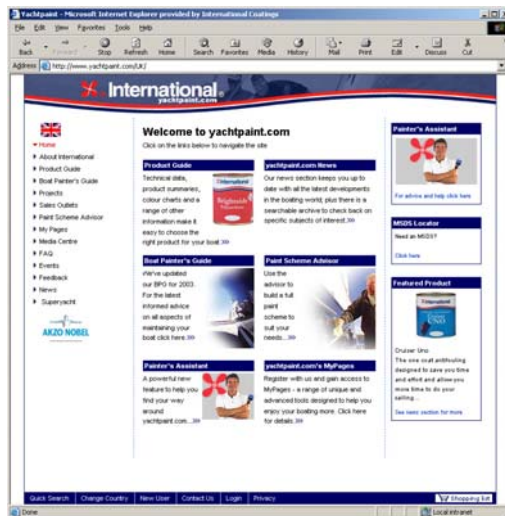 Yachtpaint - Microsoft Internet Explorer provided by International Coatings
File Edit View Favorites Tools Help
Back Forward Stop Refresh Home Search Favorites Media History Mail Print Edit Discuss Cut
Address http://www.yachtpaint.com/UK/
International
yachtpaint.com
Home
About International
Product Guide
Boat Painter's Guide
Projects
Sales Outlets
Paint Scheme Advisor
My Pages
Media Centre
FAQ
Events
Feedback
News
Superyacht
AKZO NOBEL
Welcome to yachtpaint.com
Click on the links below to navigate the site
Product Guide
Technical data,
product summaries,
colour charts and a
range of other
information make it
easy to choose the
right product for your boat.
International
Brightside
yachtpaint.com News
Our news section keeps you up
to date with all the latest developments
in the boating world; plus there is a
searchable archive to check back on
specific subjects of interest.
Boat Painter's Guide
We've updated
our BPG for 2003.
For the latest
informed advice
on all aspects of
maintaining your
boat click here.
Paint Scheme Advisor
Use the
advisor to
build a full
paint
scheme to
suit your
needs...
Painter's Assistant
A powerful new
feature to help you
find your way
around
yachtpaint.com...
yachtpaint.com's MyPages
Register with us and gain access to
MyPages - a range of unique and
advanced tools designed to help you
enjoy your boating more. Click here
for details.
Painter's Assistant
For advice and help click here
MSDS Locator
Need an MSDS?
Click here
Featured Product
International
UNO
Cruiser Uno
The one coat antifouling
designed to save you time
and effort and allow you
more time to do your
sailing...
See news section for more.
Quick Search Change Country New User Contact Us Login Privacy Shopping list
Done Local intranet